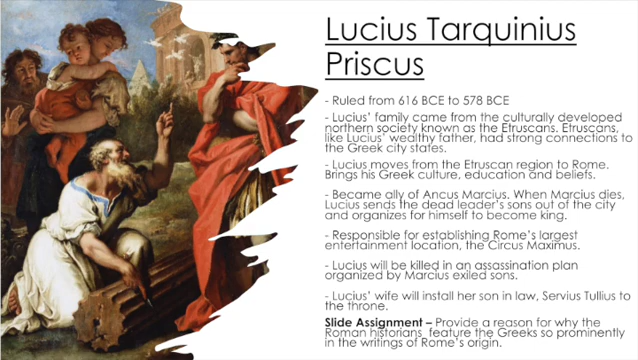 Lucius Tarquinius
Priscus
- Ruled from 616 BCE to 578 BCE
- Lucius' family came from the culturally developed
northern society known as the Etruscans. Etruscans,
like Lucius' wealthy father, had strong connections to
the Greek city states.
- Lucius moves from the Etruscan region to Rome.
Brings his Greek culture, education and beliefs.
- Became ally of Ancus Marcius. When Marcius dies,
Lucius sends the dead leader's sons out of the city
and organizes for himself to become king.
- Responsible for establishing Rome's largest
entertainment location, the Circus Maximus.
- Lucius will be killed in an assassination plan
organized by Marcius exiled sons.
- Lucius' wife will install her son in law, Servius Tullius to
the throne.
Slide Assignment – Provide a reason for why the
Roman historians feature the Greeks so prominently
in the writings of Rome's origin.